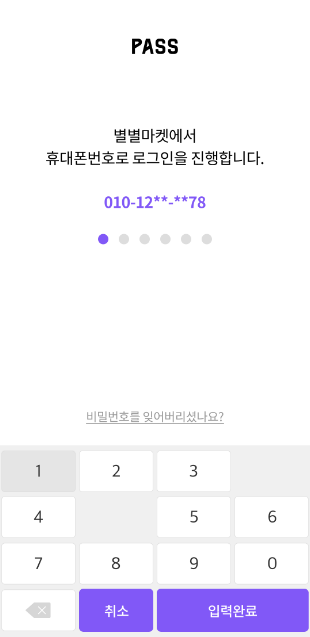 PASS
별별마켓에서
휴대폰번호로 로그인을 진행합니다.
010-12**-**78
비밀번호를 잊어버리셨나요?
1 2 3
4 5 6
7 8 9 0
취소 입력완료